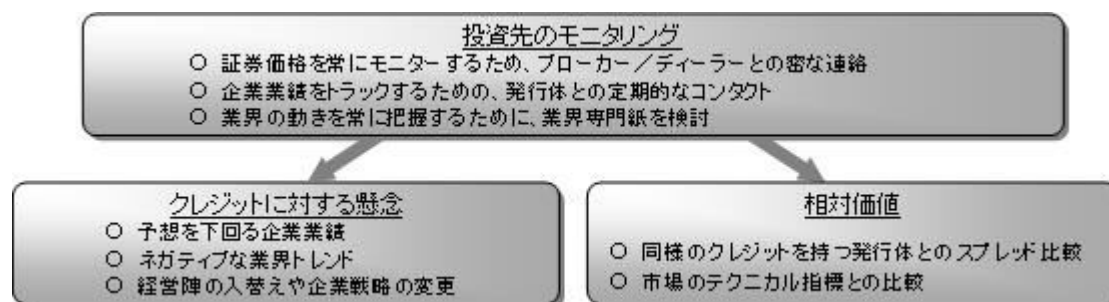 投資先のモニタリング
○ 証券価格を常にモニターするため、ブローカー／ディーラーとの密な連絡
○ 企業業績をトラックするための、発行体との定期的なコンタクト
○ 業界の動きを常に把握するために、業界専門紙を検討
クレジットに対する懸念
○ 予想を下回る企業業績
○ ネガティブな業界トレンド
○ 経営陣の入替えや企業戦略の変更
相対価値
○ 同様のクレジットを持つ発行体とのスプレッド比較
○ 市場のテクニカル指標との比較